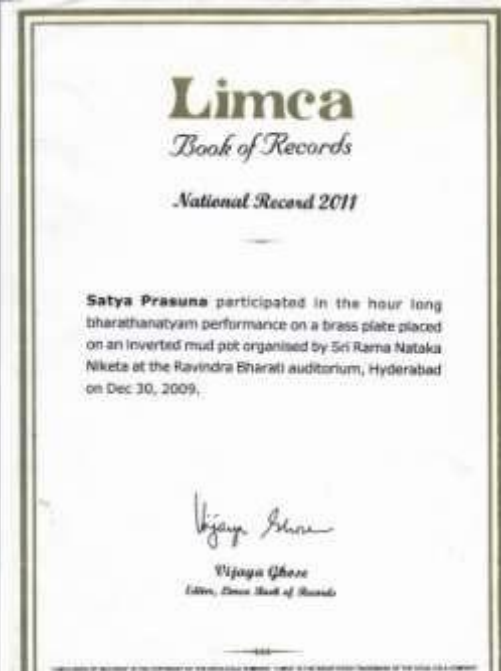 Limca
Book of Records
National Record 2011
Satya Prasuna participated in the hour long
bharathanatyam performance on a brass plate placed
on an inverted mud pot organised by Sri Rama Nataka
Niketa at the Ravindra Bharati auditorium, Hyderabad
on Dec 30, 2009.
Vijaya Ghose
Vijaya Ghose
Editor, Limca Book of Records